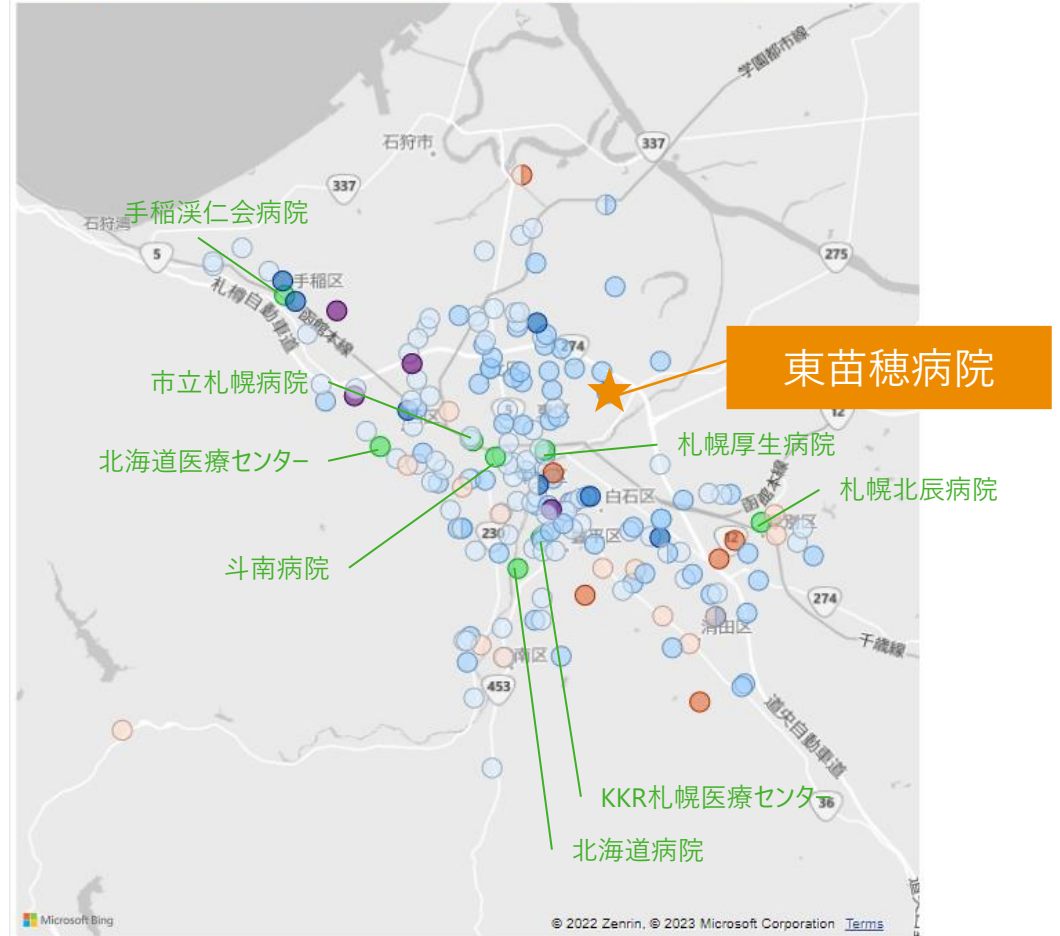 学園都市線
石狩市
337
337
手稲渓仁会病院
石狩湾
5
275
手稲区
札樽自動車道
函館本線
274
東苗穂病院
市立札幌病院
5
12
札幌厚生病院
北海道医療センター
函館本線
札幌北辰病院
白石区
230
12
斗南病院
274
清田区
千歳線
南区
453
道央自動車道
KKR札幌医療センター
36
北海道病院
Microsoft Bing
© 2022 Zenrin, © 2023 Microsoft Corporation Terms